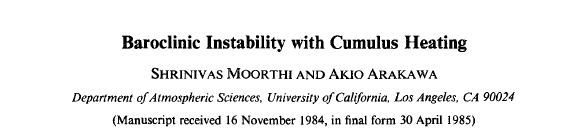 Baroclinic Instability with Cumulus Heating
SHRINIVAS MOORTHI AND AKIO ARAKAWA
Department of Atmospheric Sciences, University of California, Los Angeles, CA 90024
(Manuscript received 16 November 1984, in final form 30 April 1985)